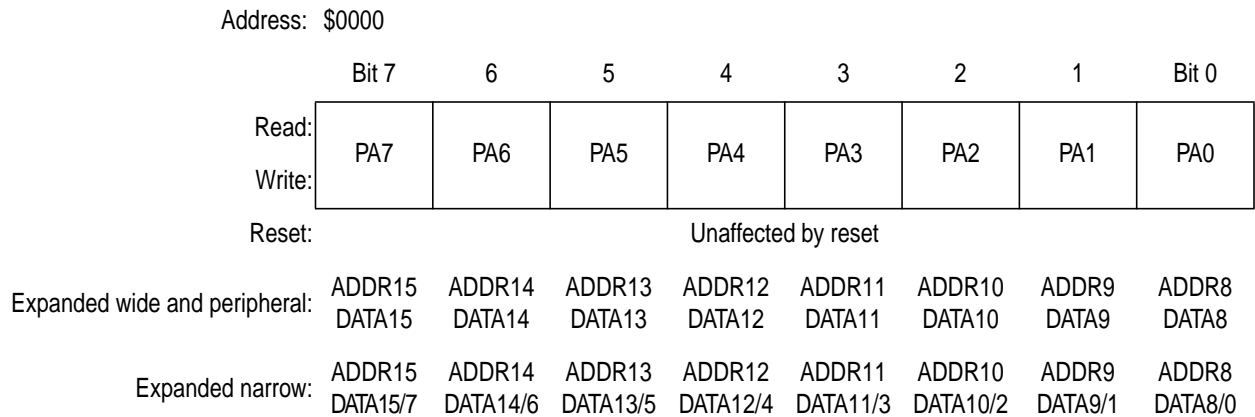 Address: $0000
Bit 7 6 5 4 3 2 1 Bit 0
Read:
PA7 PA6 PA5 PA4 PA3 PA2 PA1 PA0
Write:
Reset: Unaffected by reset
ADDR15 ADDR14 ADDR13 ADDR12 ADDR11 ADDR10 ADDR9 ADDR8
Expanded wide and peripheral:
DATA15 DATA14 DATA13 DATA12 DATA11 DATA10 DATA9 DATA8
ADDR15 ADDR14 ADDR13 ADDR12 ADDR11 ADDR10 ADDR9 ADDR8
Expanded narrow:
DATA15/7 DATA14/6 DATA13/5 DATA12/4 DATA11/3 DATA10/2 DATA9/1 DATA8/0